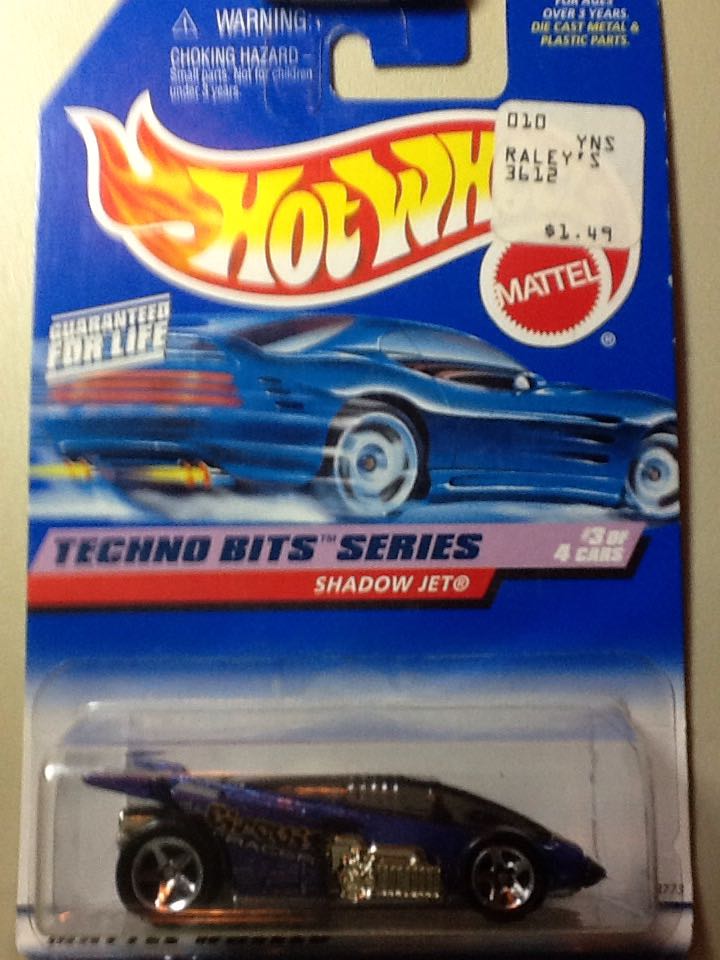 FOR AGES
OVER 3 YEARS.
DIE CAST METAL &
PLASTIC PARTS.
⚠ WARNING:
CHOKING HAZARD -
Small parts. Not for children
under 3 years.
010
YNS
RALEY'S
3612
$1.49
HOT WH
MATTEL
®
GUARANTEED
FOR LIFE
TECHNO BITS™ SERIES
#3 OF
4 CARS
SHADOW JET®